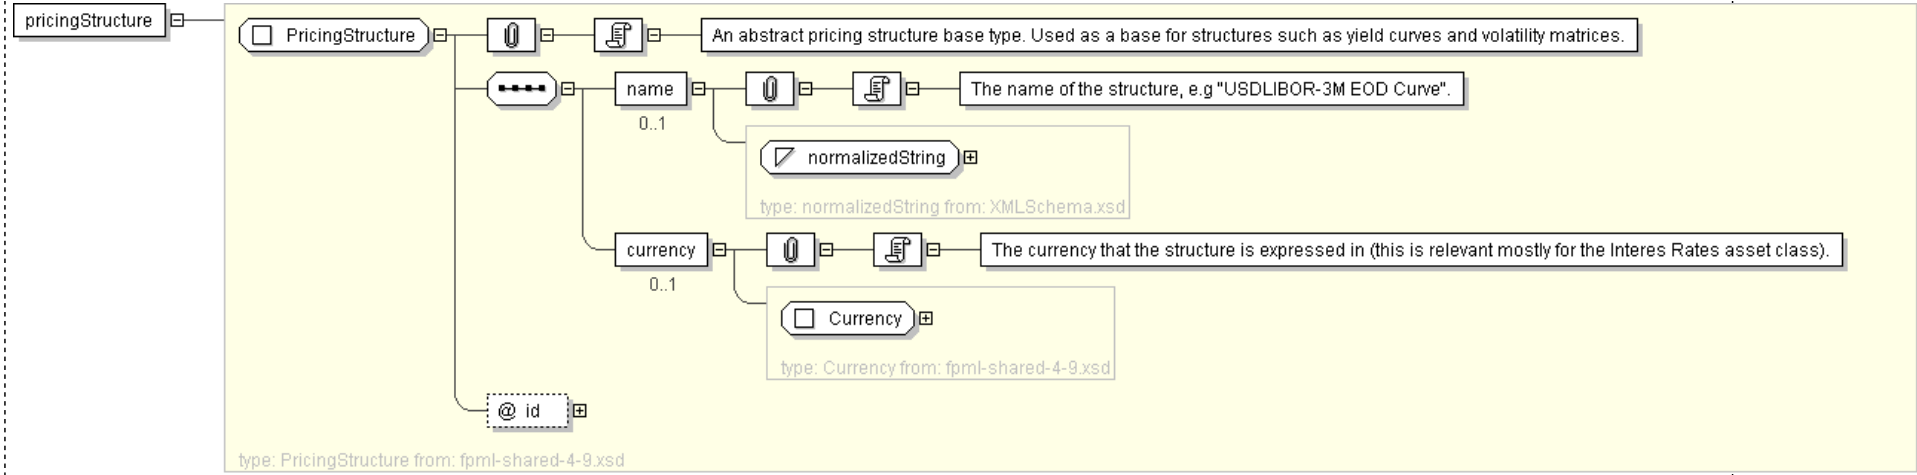 pricingStructure
PricingStructure
An abstract pricing structure base type. Used as a base for structures such as yield curves and volatility matrices.
name
The name of the structure, e.g "USDLIBOR-3M EOD Curve".
0..1
normalizedString
type: normalizedString from: XMLSchema.xsd
currency
The currency that the structure is expressed in (this is relevant mostly for the Interes Rates asset class).
0..1
Currency
type: Currency from: fpml-shared-4-9.xsd
@ id
type: PricingStructure from: fpml-shared-4-9.xsd